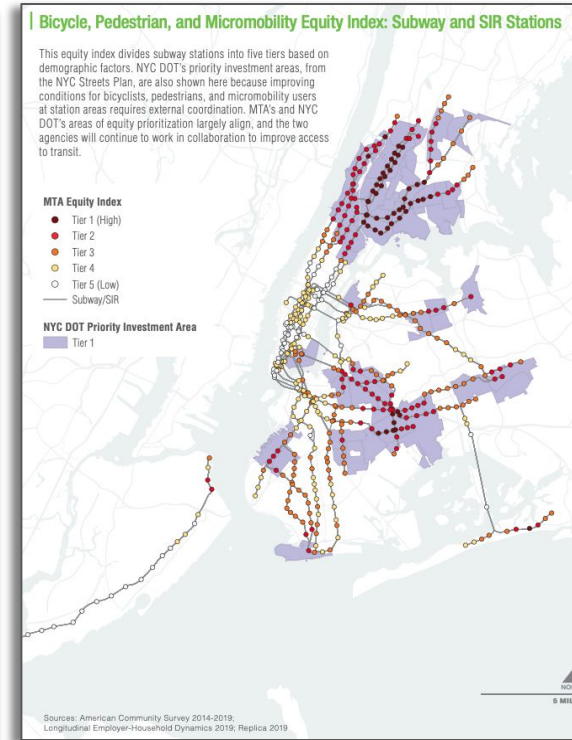 Bicycle, Pedestrian, and Micromobility Equity Index: Subway and SIR Stations
This equity index divides subway stations into five tiers based on
demographic factors. NYC DOT's priority investment areas, from
the NYC Streets Plan, are also shown here because improving
conditions for bicyclists, pedestrians, and micromobility users
at station areas requires external coordination. MTA's and NYC
DOT's areas of equity prioritization largely align, and the two
agencies will continue to work in collaboration to improve access
to transit.
MTA Equity Index
Tier 1 (High)
Tier 2
Tier 3
Tier 4
Tier 5 (Low)
Subway/SIR
NYC DOT Priority Investment Area
Tier 1
Sources: American Community Survey 2014-2019;
Longitudinal Employer-Household Dynamics 2019; Replica 2019